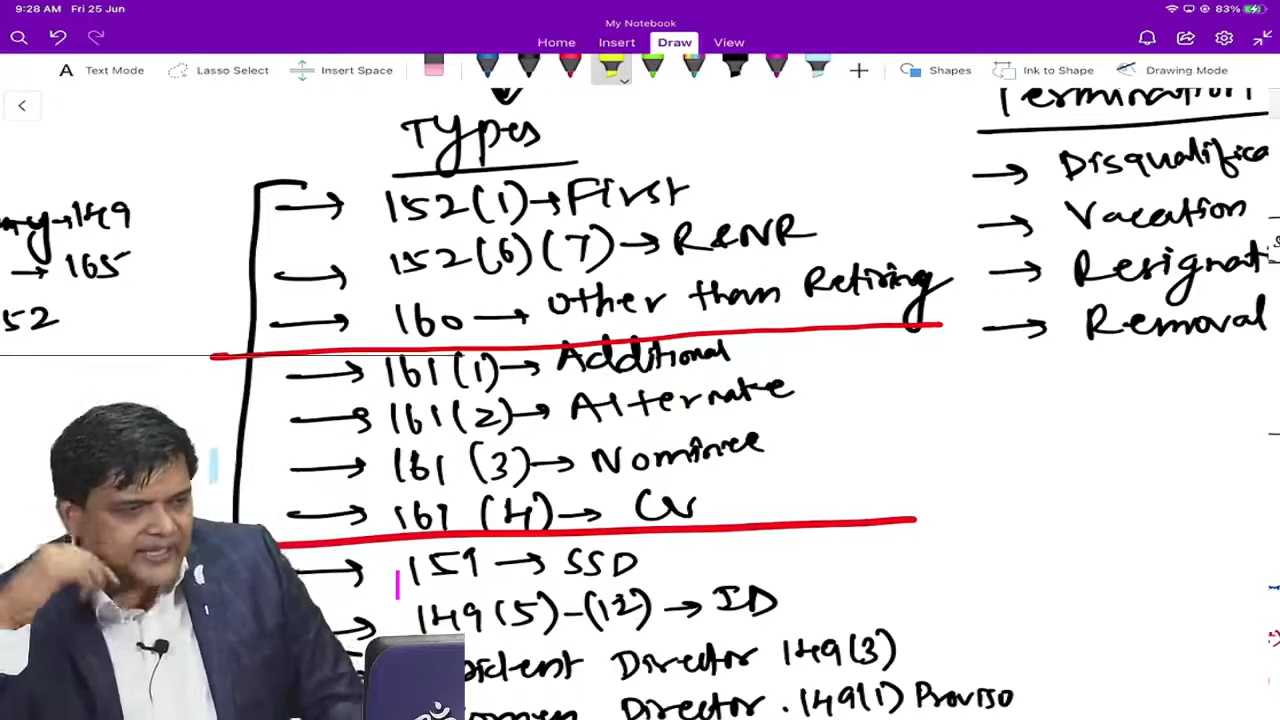 9:28 AM Fri 25 Jun
83%
My Notebook
Home Insert Draw View
Text Mode
Lasso Select
Insert Space
Shapes
Ink to Shape
Drawing Mode
Termination
Types
→ 152(1) → First
→ 152(6)(7) → R&NR
→ 160 → Other than Retiring
→ 161(1) → Additional
→ 161(2) → Alternate
→ 161(3) → Nominee
→ 161(4) → CV
→ 159 → SSD
→ 149(5)-(12) → ID
Director 149(3)
Director . 149(1) Proviso
→ 149
→ 165
52
→ Disqualifica
→ Vacation
→ Resignat
→ Removal